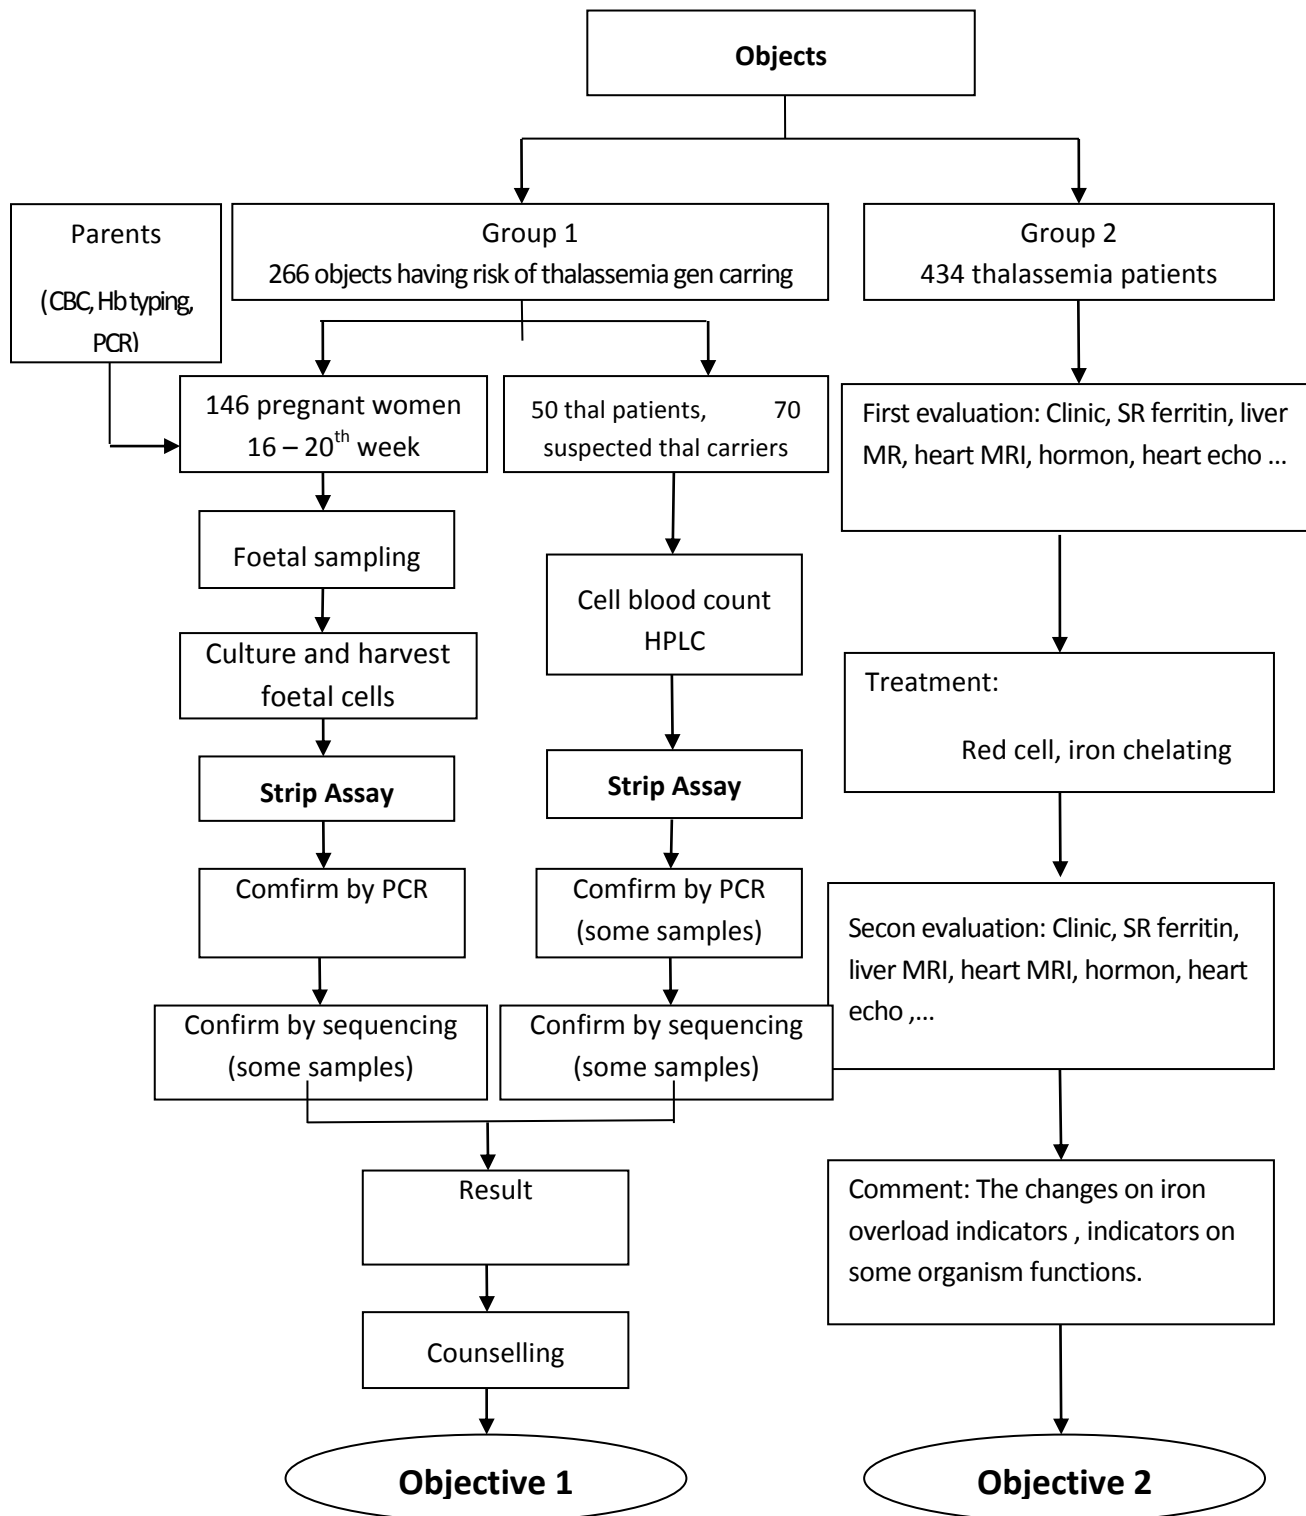 Objects
Parents
(CBC, Hb typing,
PCR)
Group 1
266 objects having risk of thalassemia gen carring
Group 2
434 thalassemia patients
146 pregnant women
16 – 20th week
50 thal patients, 70
suspected thal carriers
First evaluation: Clinic, SR ferritin, liver
MR, heart MRI, hormon, heart echo ...
Foetal sampling
Cell blood count
HPLC
Culture and harvest
foetal cells
Treatment:
Red cell, iron chelating
Strip Assay
Strip Assay
Comfirm by PCR
Comfirm by PCR
(some samples)
Secon evaluation: Clinic, SR ferritin,
liver MRI, heart MRI, hormon, heart
echo ,...
Confirm by sequencing
(some samples)
Confirm by sequencing
(some samples)
Result
Comment: The changes on iron
overload indicators , indicators on
some organism functions.
Counselling
Objective 1
Objective 2